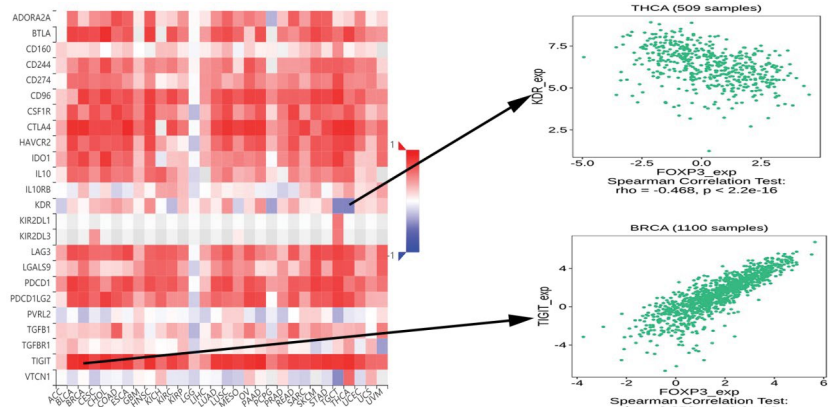 ADORA2A
BTLA
CD160
CD244
CD274
CD96
CSF1R
CTLA4
HAVCR2
IDO1
IL10
IL10RB
KDR
KIR2DL1
KIR2DL3
LAG3
LGALS9
PDCD1
PDCD1LG2
PVRL2
TGFB1
TGFBR1
TIGIT
VTCN1
ACC BLCA BRCA CESC CHOL COAD ESCA GBM HNSC KICH KIRC KIRP LCG LIHC LUAD LUSC MESO OV PAAD PCPG PRAD READ SARC SKCM STAD TGCT THCA UCEC UCS UVM
1
-1
THCA (509 samples)
KDR_exp
7.5
5.0
2.5
-5.0 -2.5 0.0 2.5
FOXP3_exp
Spearman Correlation Test:
rho = -0.468, p < 2.2e-16
BRCA (1100 samples)
TIGIT_exp
4
0
-4
-4 -2 0 2 4 6
FOXP3_exp
Spearman Correlation Test: